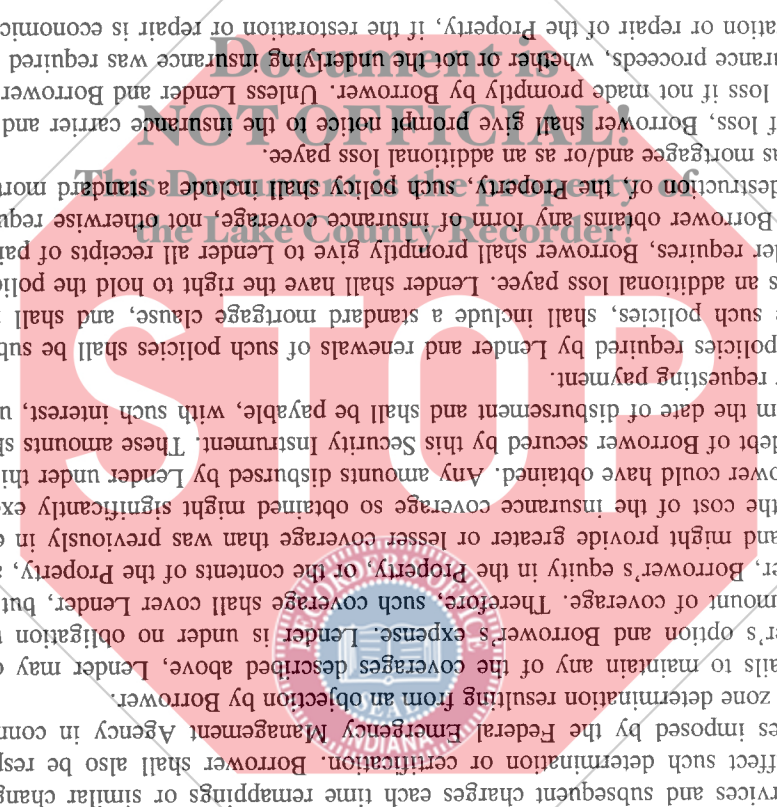 vices and subsequent charges each time remappings or similar chang
ffect such determination or certification. Borrower shall also be resp
es imposed by the Federal Emergency Management Agency in conn
zone determination resulting from an objection by Borrower.
ails to maintain any of the coverages described above, Lender may
er's option and Borrower's expense. Lender is under no obligation
mount of coverage. Therefore, such coverage shall cover Lender, but
er, Borrower's equity in the Property, or the contents of the Property,
and might provide greater or lesser coverage than was previously in
the cost of the insurance coverage so obtained might significantly ex
ower could have obtained. Any amounts disbursed by Lender under thi
debt of Borrower secured by this Security Instrument. These amounts sh
m the date of disbursement and shall be payable, with such interest, u
requesting payment.
policies required by Lender and renewals of such policies shall be sub
such policies, shall include a standard mortgage clause, and shall
s an additional loss payee. Lender shall have the right to hold the polic
der requires, Borrower shall promptly give to Lender all receipts of pai
Borrower obtains any form of insurance coverage, not otherwise requ
destruction of, the Property, such policy shall include a standard mort
as mortgagee and/or as an additional loss payee.
f loss, Borrower shall give prompt notice to the insurance carrier and
loss if not made promptly by Borrower. Unless Lender and Borrower
urance proceeds, whether or not the underlying insurance was required
ation or repair of the Property, if the restoration or repair is economic
Document is
NOT OFFICIAL!
This Document is the property of
the Lake County Recorder!
STOP
SEAL
INDIANA